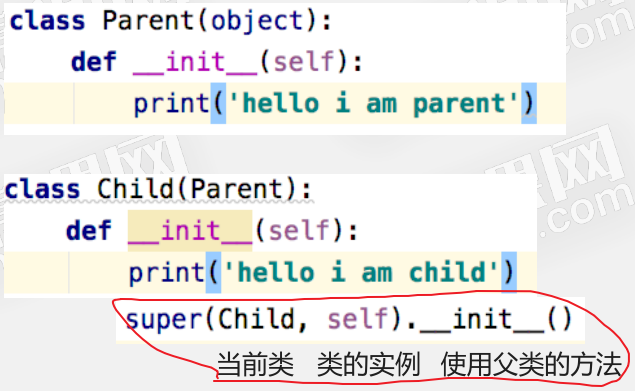 class Parent(object):
def __init__(self):
print('hello i am parent')
class Child(Parent):
def __init__(self):
print('hello i am child')
super(Child, self).__init__()
当前类 类的实例 使用父类的方法